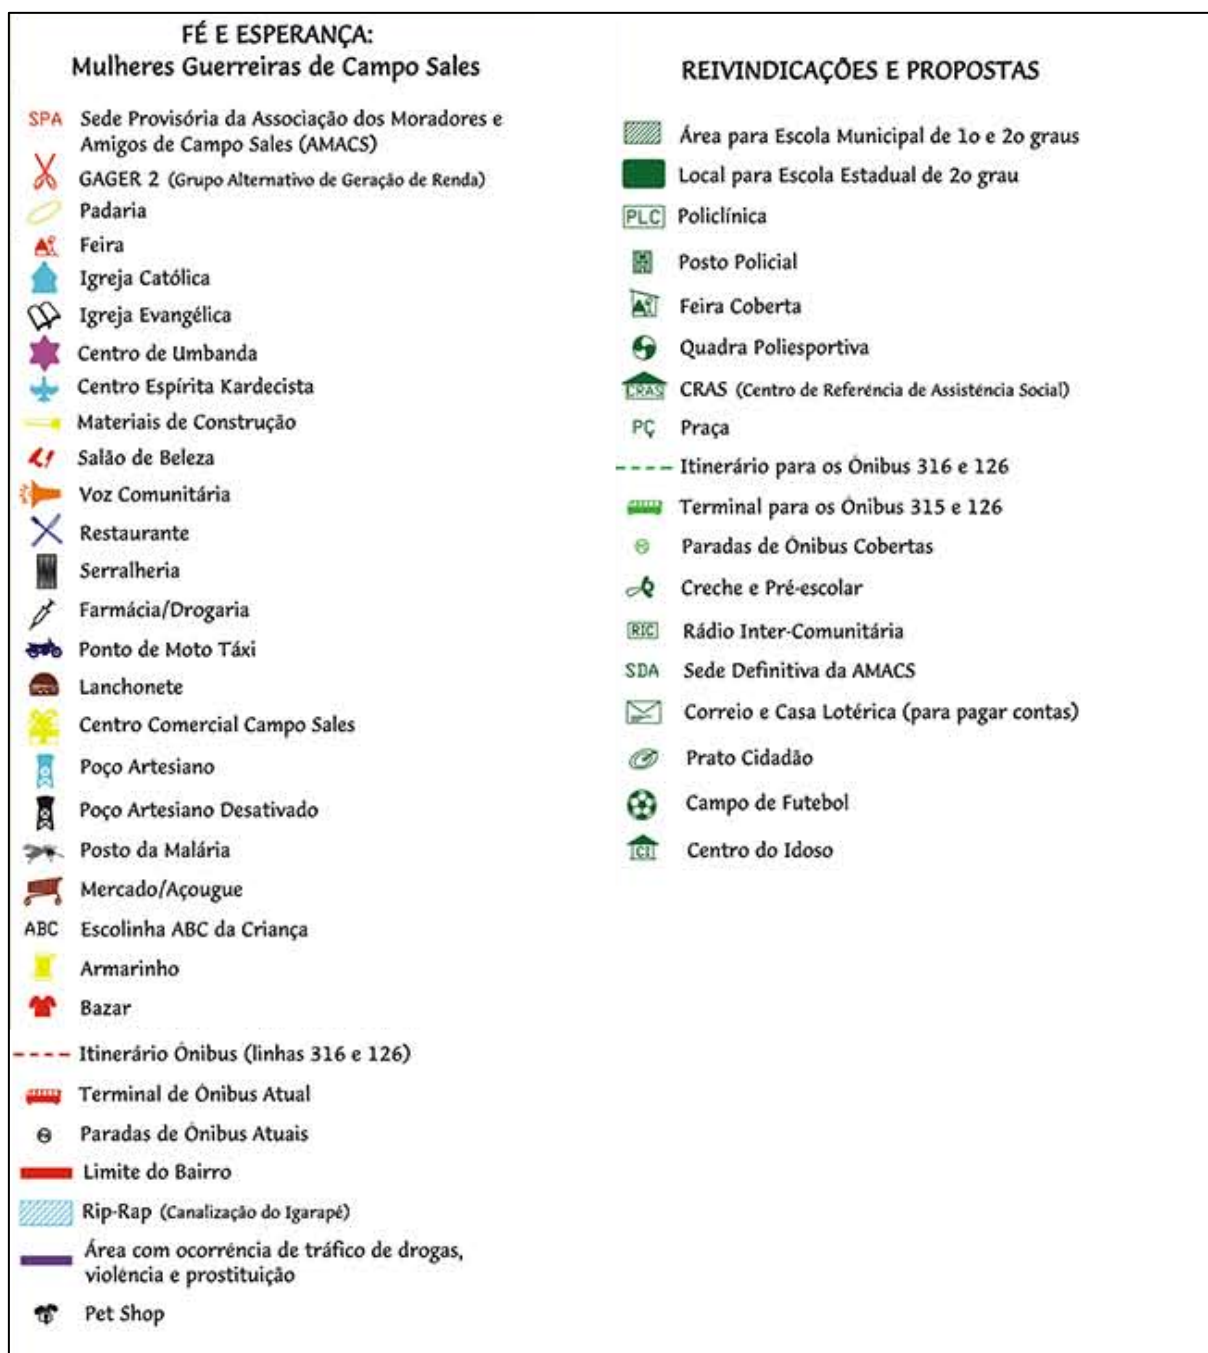 FÉ E ESPERANÇA:
Mulheres Guerreiras de Campo Sales
SPA Sede Provisória da Associação dos Moradores e
Amigos de Campo Sales (AMACS)
GAGER 2 (Grupo Alternativo de Geração de Renda)
Padaria
Feira
Igreja Católica
Igreja Evangélica
Centro de Umbanda
Centro Espírita Kardecista
Materiais de Construção
Salão de Beleza
Voz Comunitária
Restaurante
Serralheria
Farmácia/Drogaria
Ponto de Moto Táxi
Lanchonete
Centro Comercial Campo Sales
Poço Artesiano
Poço Artesiano Desativado
Posto da Malária
Mercado/Açougue
ABC Escolinha ABC da Criança
Armarinho
Bazar
Itinerário Ônibus (linhas 316 e 126)
Terminal de Ônibus Atual
Paradas de Ônibus Atuais
Limite do Bairro
Rip-Rap (Canalização do Igarapé)
Área com ocorrência de tráfico de drogas,
violência e prostituição
Pet Shop
REIVINDICAÇÕES E PROPOSTAS
Área para Escola Municipal de 1o e 2o graus
Local para Escola Estadual de 2o grau
PLC Policlínica
Posto Policial
Feira Coberta
Quadra Poliesportiva
CRAS CRAS (Centro de Referência de Assistência Social)
PÇ Praça
Itinerário para os Ônibus 316 e 126
Terminal para os Ônibus 315 e 126
Paradas de Ônibus Cobertas
Creche e Pré-escolar
RIC Rádio Inter-Comunitária
SDA Sede Definitiva da AMACS
Correio e Casa Lotérica (para pagar contas)
Prato Cidadão
Campo de Futebol
CI Centro do Idoso